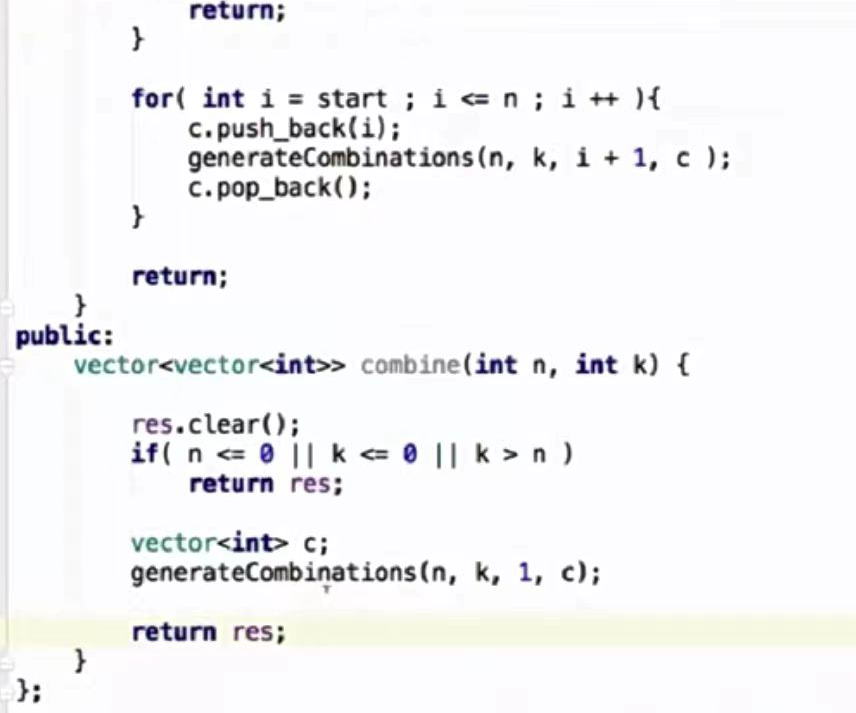 return;
}
for( int i = start ; i <= n ; i ++ ){
c.push_back(i);
generateCombinations(n, k, i + 1, c );
c.pop_back();
}
return;
}
public:
vector<vector<int>> combine(int n, int k) {
res.clear();
if( n <= 0 || k <= 0 || k > n )
return res;
vector<int> c;
generateCombinations(n, k, 1, c);
return res;
}
};